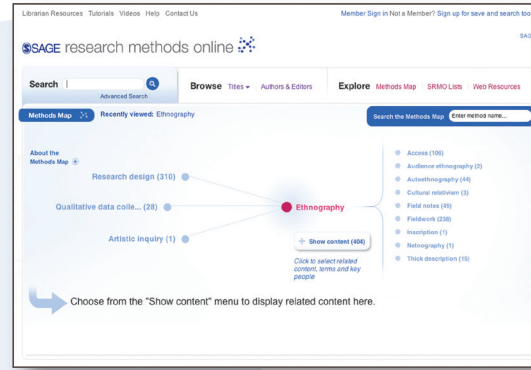 Librarian Resources Tutorials Videos Help Contact Us
Member Sign in Not a Member? Sign up for save and search
SAGE research methods online
Search
Advanced Search
Browse Titles Authors & Editors
Explore Methods Map SRMO Lists Web Resources
Methods Map Recently viewed: Ethnography
Search the Methods Map Enter method name...
About the
Methods Map
Research design (310)
Qualitative data colle... (28)
Artistic inquiry (1)
Ethnography
+ Show content (404)
Click to select related
content, terms and key
people
Access (106)
Audience ethnography (2)
Autoethnography (44)
Cultural relativism (3)
Field notes (45)
Fieldwork (238)
Inscription (1)
Netnography (1)
Thick description (15)
Choose from the "Show content" menu to display related content here.